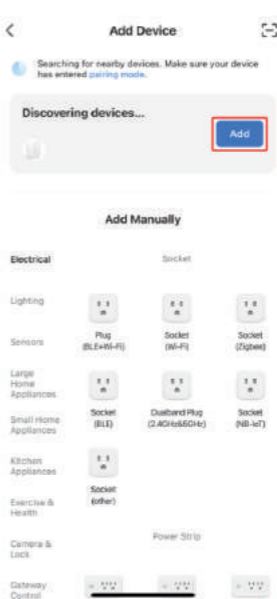 Add Device
Searching for nearby devices. Make sure your device
has entered pairing mode.
Discovering devices...
Add
Add Manually
Electrical
Socket
Lighting
Plug
(BLE+Wi-Fi)
Socket
(Wi-Fi)
Socket
(Zigbee)
Sensors
Large
Home
Appliances
Socket
(BLE)
Dualband Plug
(2.4GHz&5GHz)
Socket
(NB-IoT)
Small Home
Appliances
Kitchen
Appliances
Socket
(other)
Exercise &
Health
Camera &
Lock
Power Strip
Gateway
Control